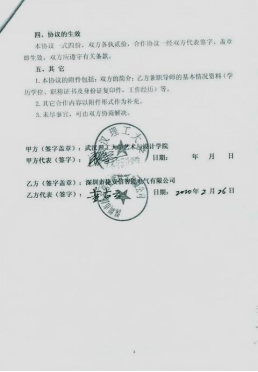 四、协议的生效
本协议一式四份，双方各执贰份；合作协议一经双方代表签字、盖章
即生效，双方应遵守有关条款。
五、其它
1.本协议的附件包括：双方的简介；乙方兼职导师的基本情况资料（学
历学位、职称证书及身份证复印件、工作经历）等。
2.其它合作内容以附件形式作为补充。
3.未尽事宜，可由双方协商解决。
甲方（签字盖章）：武汉理工大学艺术与设计学院
甲方代表（签字）： 日期： 年 月 日
乙方（签字盖章）：深圳市 电气有限公司
乙方代表（签字）： 日期：2020年2月26日